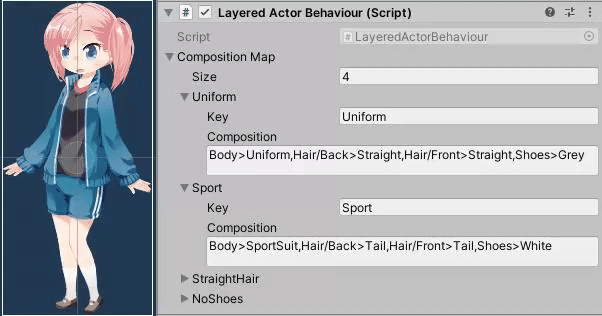 Layered Actor Behaviour (Script)
Script # LayeredActorBehaviour
Composition Map
Size 4
Uniform
Key Uniform
Composition
Body>Uniform,Hair/Back>Straight,Hair/Front>Straight,Shoes>Grey
Sport
Key Sport
Composition
Body>SportSuit,Hair/Back>Tail,Hair/Front>Tail,Shoes>White
StraightHair
NoShoes